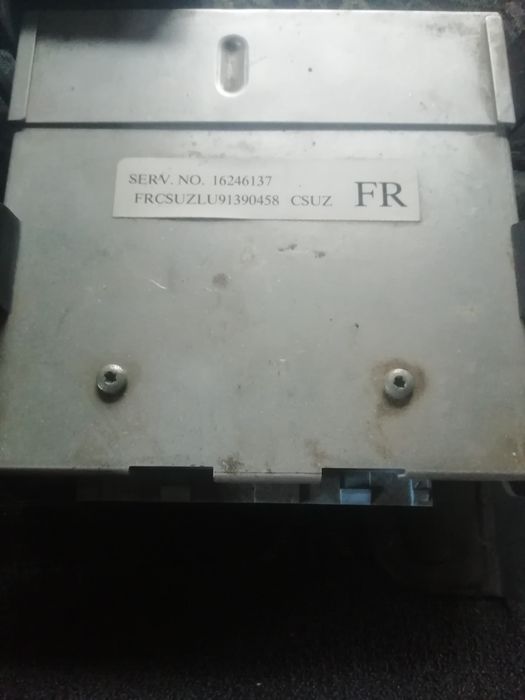 SERV. NO. 16246137
FRCSUZLU91390458 CSUZ FR